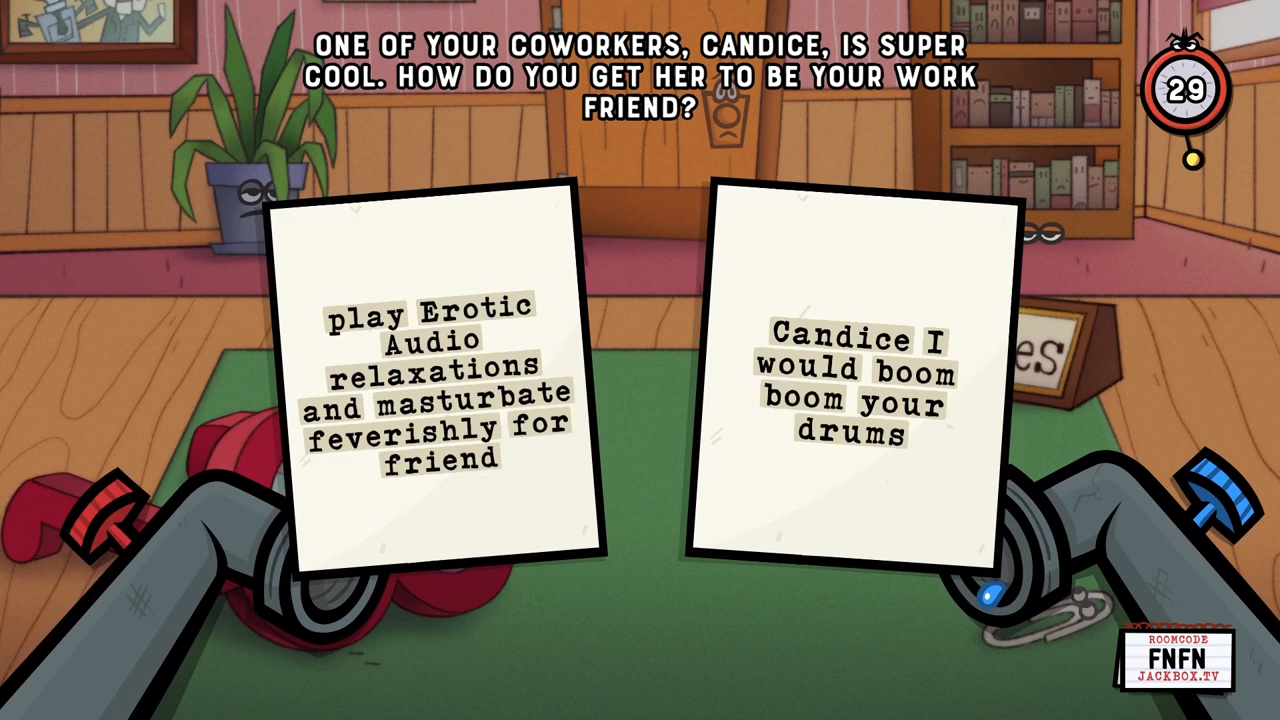 ONE OF YOUR COWORKERS, CANDICE, IS SUPER
COOL. HOW DO YOU GET HER TO BE YOUR WORK
FRIEND?
29
play Erotic
Audio
relaxations
and masturbate
feverishly for
friend
Candice I
would boom
boom your
drums
es
ROOMCODE
FNFN
JACKBOX.TV